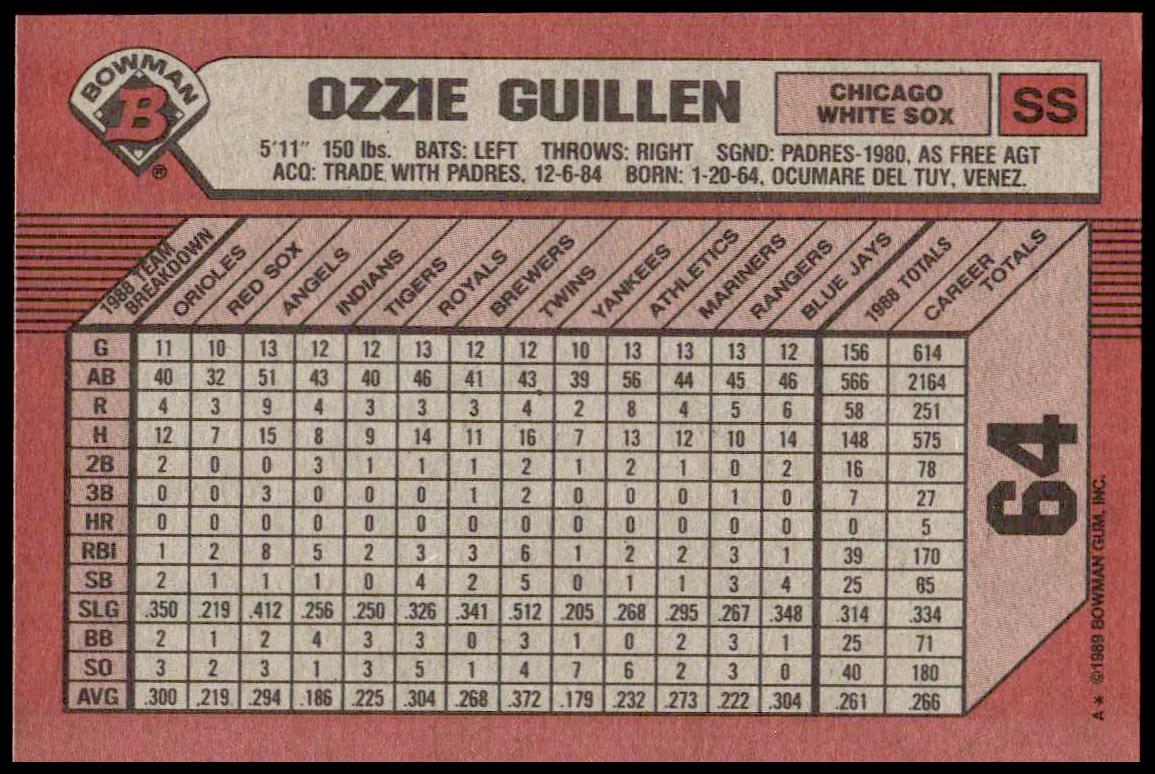 BOWMAN
B
®
OZZIE GUILLEN
CHICAGO
WHITE SOX
SS
5'11" 150 lbs. BATS: LEFT THROWS: RIGHT SGND: PADRES-1980, AS FREE AGT
ACQ: TRADE WITH PADRES, 12-6-84 BORN: 1-20-64, OCUMARE DEL TUY, VENEZ.
1988 TEAM BREAKDOWN ORIOLES RED SOX ANGELS INDIANS TIGERS ROYALS BREWERS TWINS YANKEES ATHLETICS MARINERS RANGERS BLUE JAYS 1988 TOTALS CAREER TOTALS
G 11 10 13 12 12 13 12 12 10 13 13 13 12 156 614
AB 40 32 51 43 40 46 41 43 39 56 44 45 46 566 2164
R 4 3 9 4 3 3 3 4 2 8 4 5 6 58 251
H 12 7 15 8 9 14 11 16 7 13 12 10 14 148 575
2B 2 0 0 3 1 1 1 2 1 2 1 0 2 16 78
3B 0 0 3 0 0 0 1 2 0 0 0 1 0 7 27
HR 0 0 0 0 0 0 0 0 0 0 0 0 0 0 5
RBI 1 2 8 5 2 3 3 6 1 2 2 3 1 39 170
SB 2 1 1 1 0 4 2 5 0 1 1 3 4 25 85
SLG .350 .219 .412 .256 .250 .326 .341 .512 .205 .268 .295 .267 .348 .314 .334
BB 2 1 2 4 3 3 0 3 1 0 2 3 1 25 71
SO 3 2 3 1 3 5 1 4 7 6 2 3 0 40 180
AVG .300 .219 .294 .186 .225 .304 .268 .372 .179 .232 .273 .222 .304 .261 .266
64
A* ©1989 BOWMAN GUM, INC.